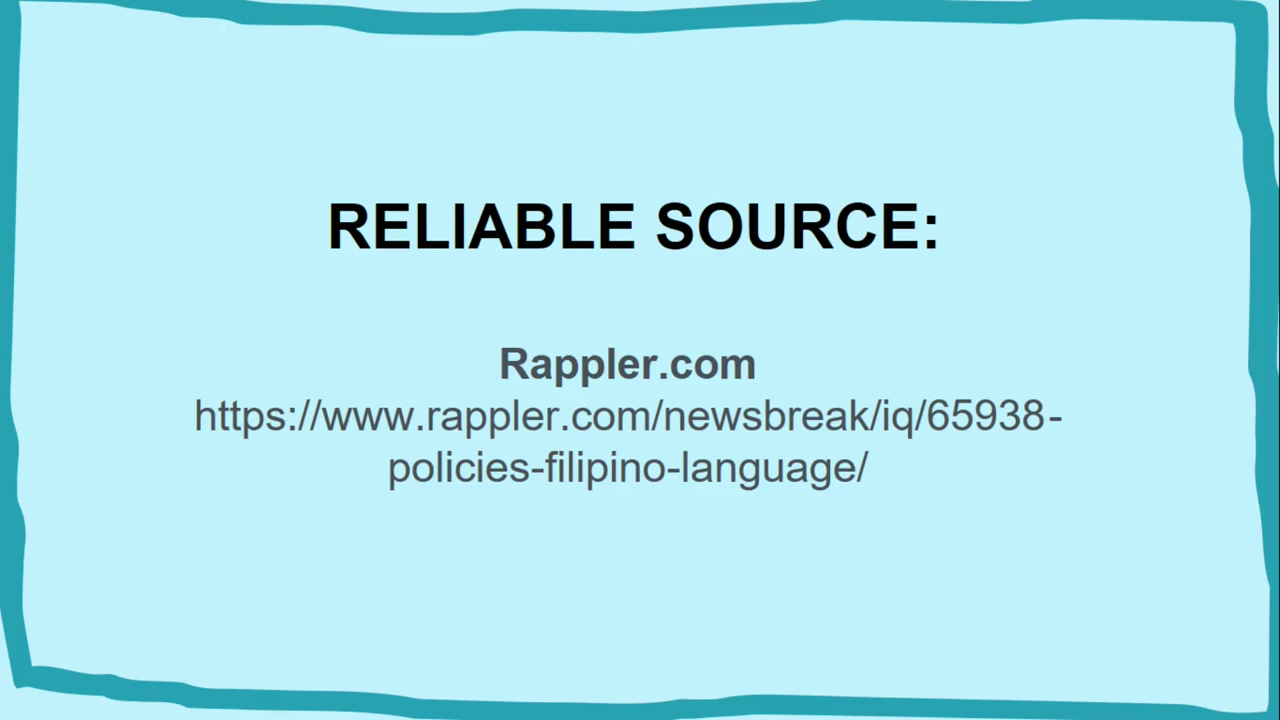 RELIABLE SOURCE:
Rappler.com
https://www.rappler.com/newsbreak/iq/65938-
policies-filipino-language/